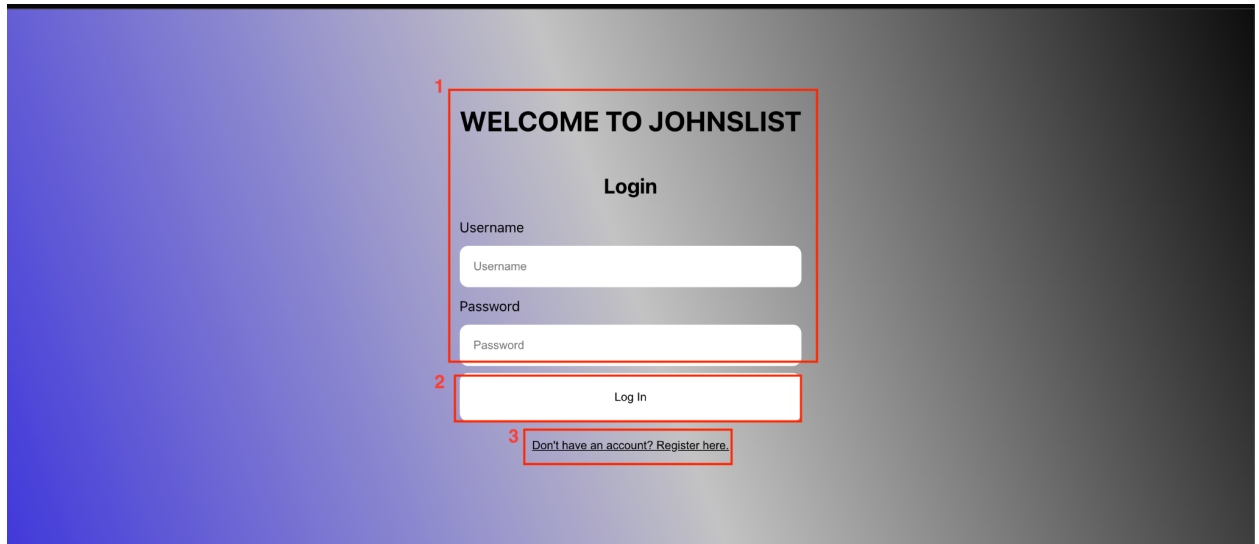 1
WELCOME TO JOHNSLIST
Login
Username
Username
Password
Password
2
Log In
3
Don't have an account? Register here.